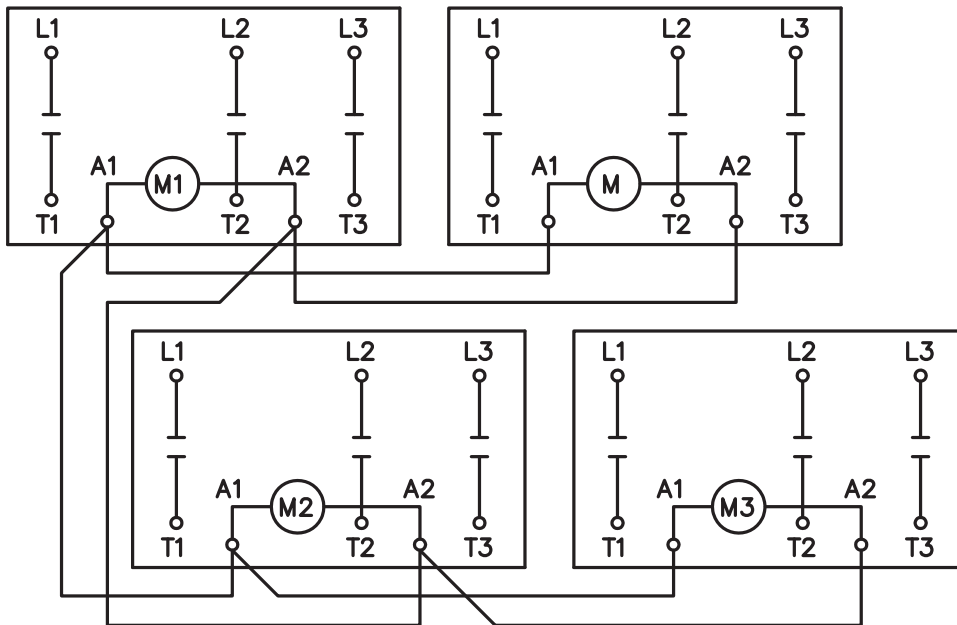 L1 L2 L3
A1 M1 A2
T1 T2 T3
L1 L2 L3
A1 M A2
T1 T2 T3
L1 L2 L3
A1 M2 A2
T1 T2 T3
L1 L2 L3
A1 M3 A2
T1 T2 T3